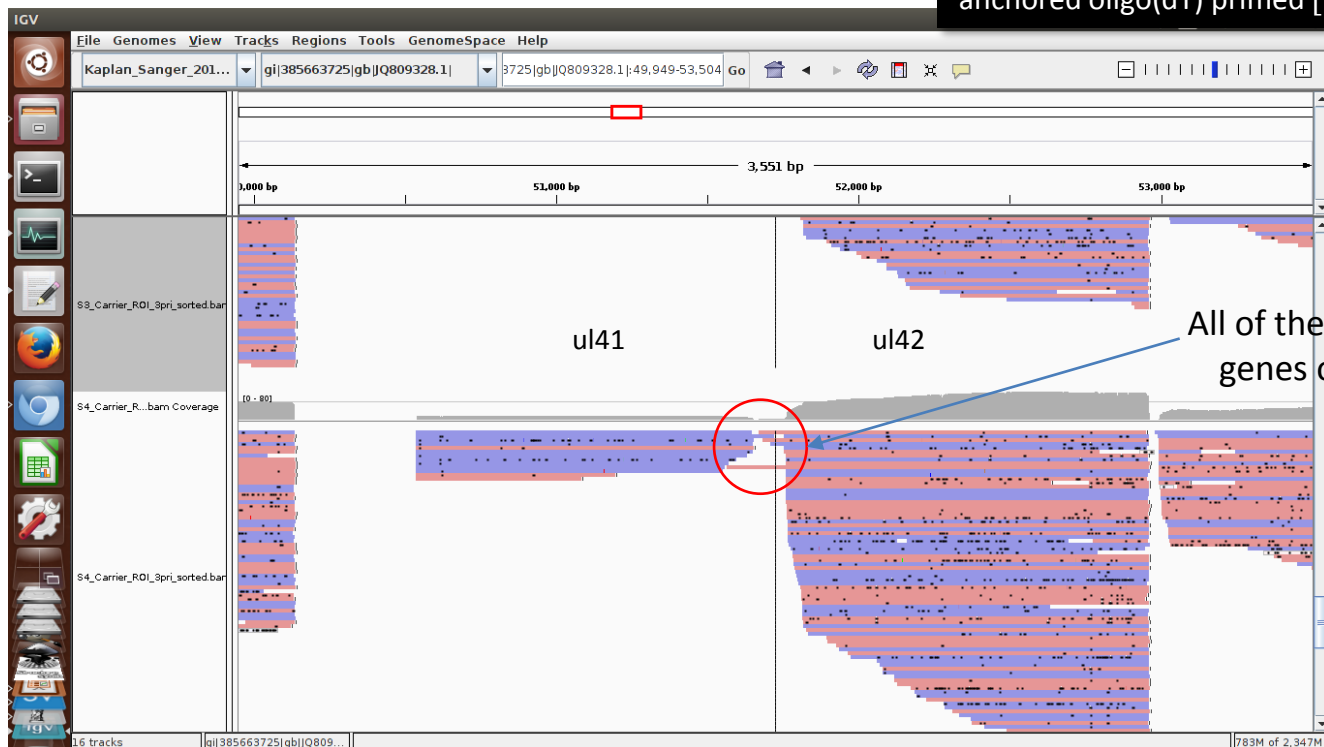 anchored oligo(dT) primed [
IGV
File Genomes View Tracks Regions Tools GenomeSpace Help
Kaplan_Sanger_201... gi|385663725|gb|JQ809328.1| 3725|gb|JQ809328.1|:49,949-53,504 Go
3,551 bp
0,000 bp 51,000 bp 52,000 bp 53,000 bp
S3_Carrier_ROI_3pri_sorted.bar
ul41 ul42
All of the
genes
S4_Carrier_R...bam Coverage
[0 - 80]
S4_Carrier_ROI_3pri_sorted.bar
16 tracks gi|385663725|gb|JQ809... 783M of 2,347M